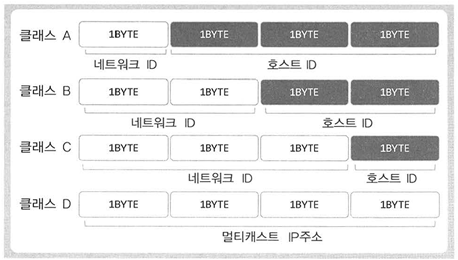 클래스 A 1BYTE 1BYTE 1BYTE 1BYTE
네트워크 ID 호스트 ID
클래스 B 1BYTE 1BYTE 1BYTE 1BYTE
네트워크 ID 호스트 ID
클래스 C 1BYTE 1BYTE 1BYTE 1BYTE
네트워크 ID 호스트 ID
클래스 D 1BYTE 1BYTE 1BYTE 1BYTE
멀티캐스트 IP주소